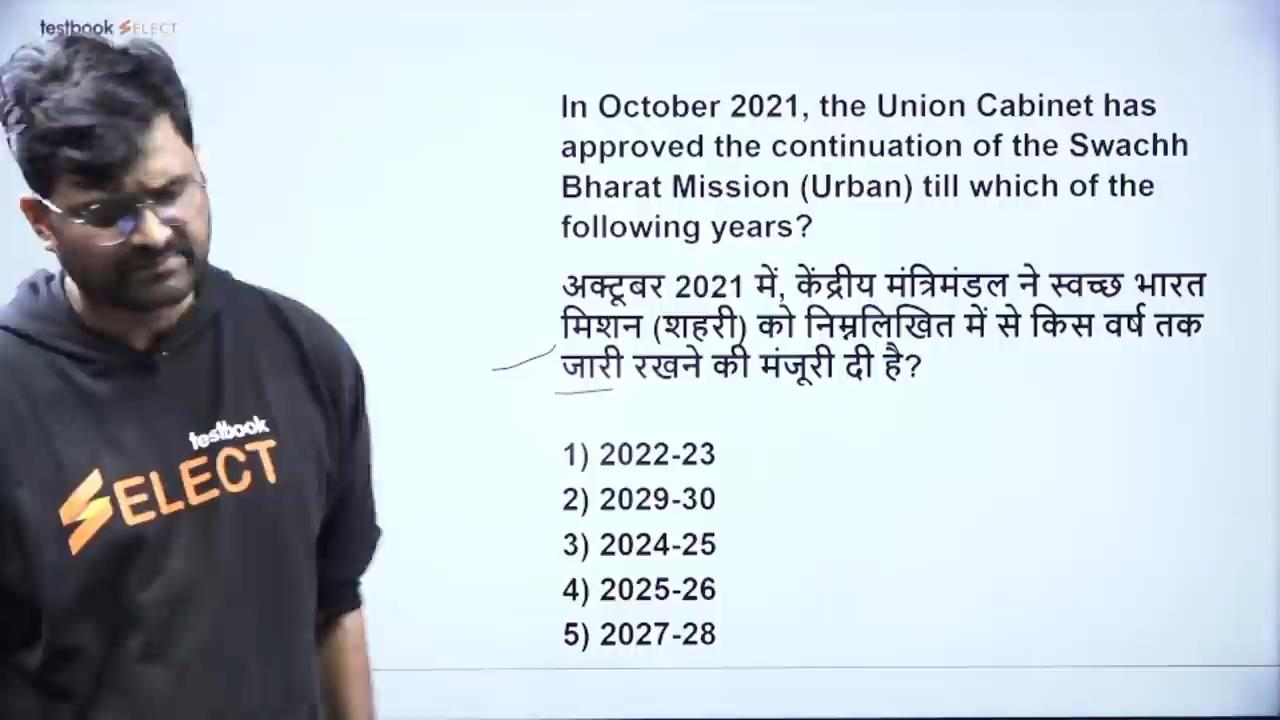 testbook SELECT
In October 2021, the Union Cabinet has
approved the continuation of the Swachh
Bharat Mission (Urban) till which of the
following years?
अक्टूबर 2021 में, केंद्रीय मंत्रिमंडल ने स्वच्छ भारत
मिशन (शहरी) को निम्नलिखित में से किस वर्ष तक
जारी रखने की मंजूरी दी है?
1) 2022-23
2) 2029-30
3) 2024-25
4) 2025-26
5) 2027-28
testbook
SELECT